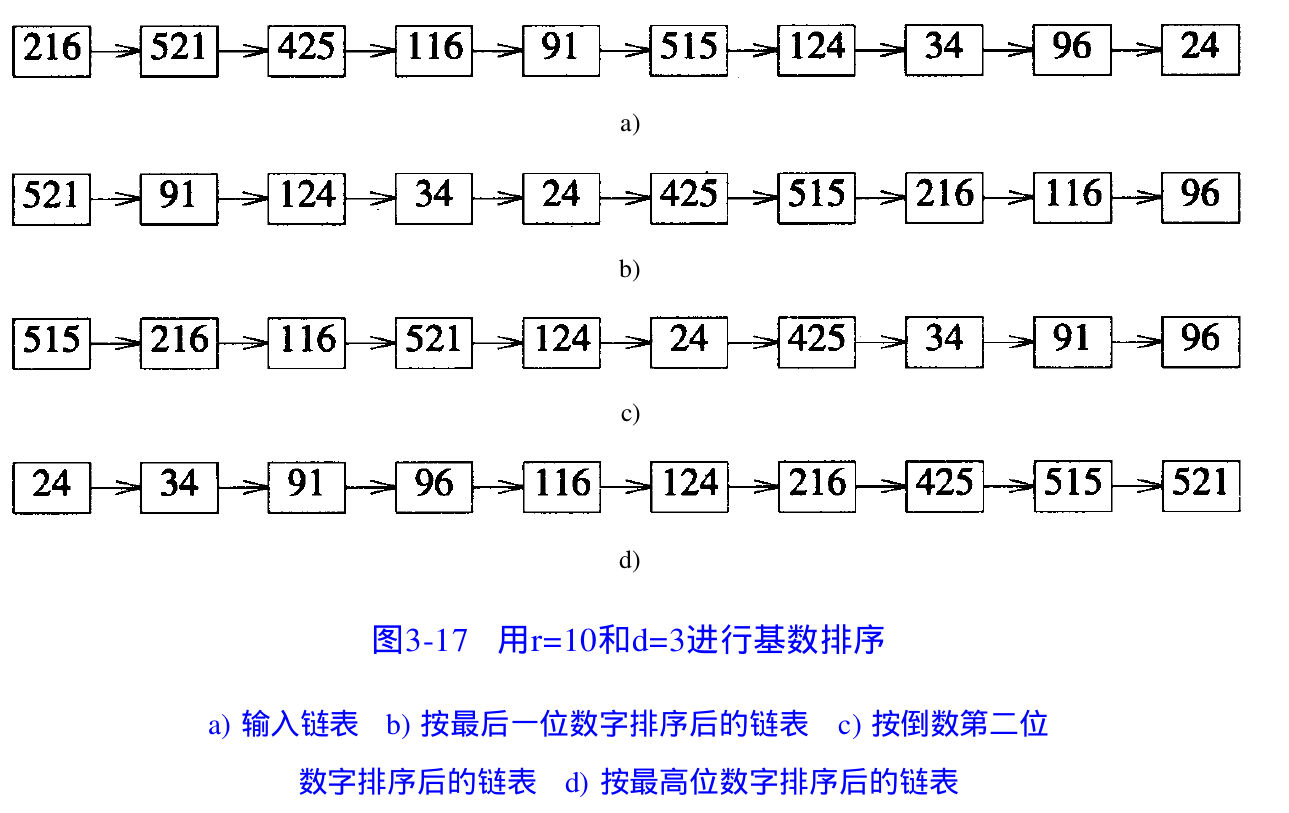 216 521 425 116 91 515 124 34 96 24
a)
521 91 124 34 24 425 515 216 116 96
b)
515 216 116 521 124 24 425 34 91 96
c)
24 34 91 96 116 124 216 425 515 521
d)
图3-17 用r=10和d=3进行基数排序
a) 输入链表 b) 按最后一位数字排序后的链表 c) 按倒数第二位
数字排序后的链表 d) 按最高位数字排序后的链表